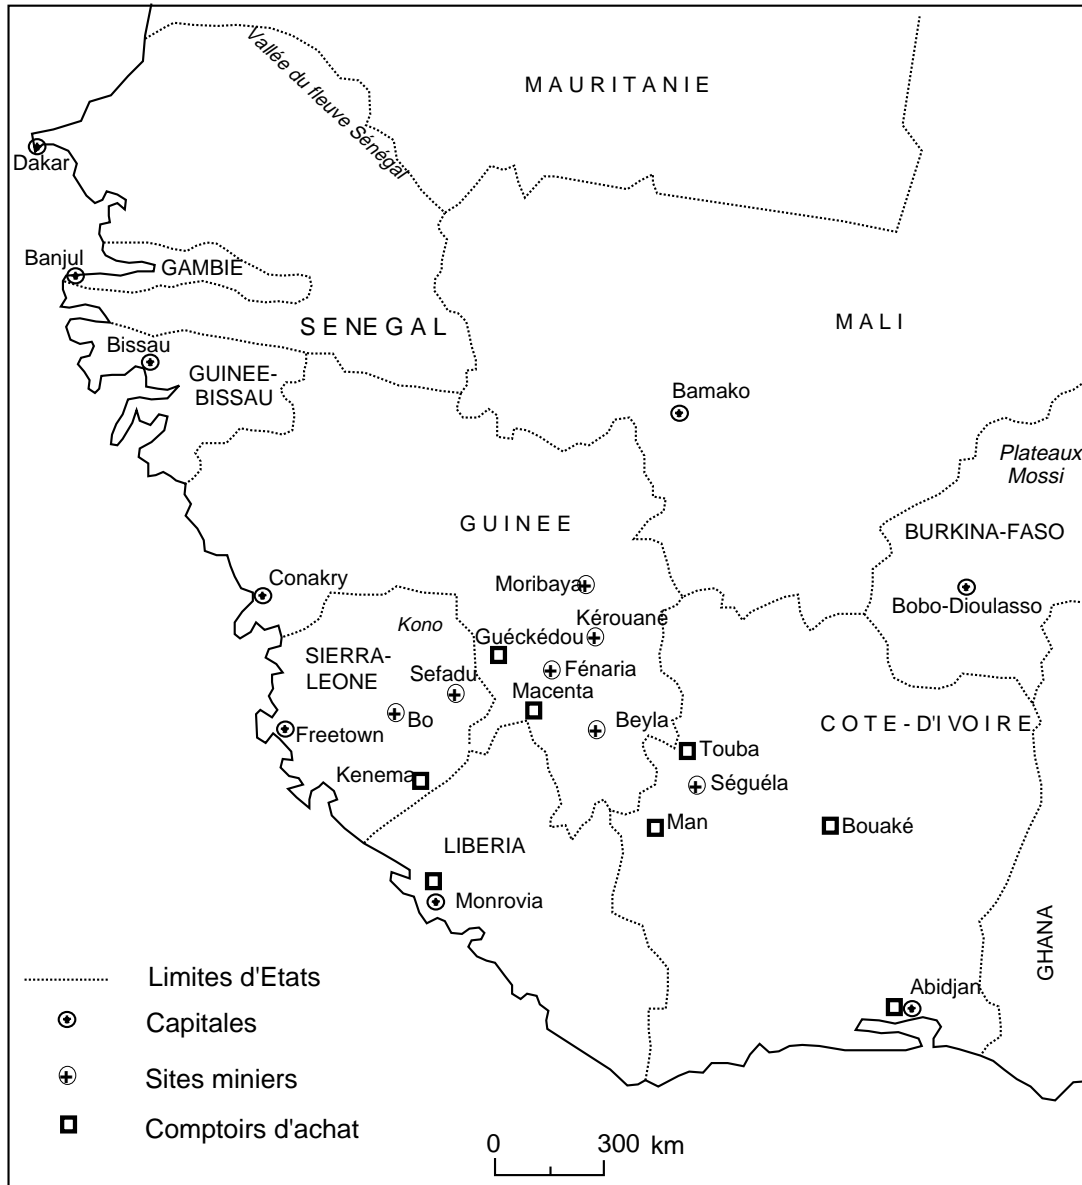 Vallée du fleuve Sénégal
MAURITANIE
Dakar
Banjul
GAMBIE
SENEGAL
MALI
Bissau
GUINEE-
BISSAU
Bamako
Plateaux
Mossi
GUINEE
BURKINA-FASO
Conakry
Moribaya
Bobo-Dioulasso
Kono
Kérouané
Guéckédou
SIERRA-
LEONE
Sefadu
Fénaria
Macenta
Bo
Beyla
COTE-D'IVOIRE
Freetown
Touba
Kenema
Séguéla
Man
Bouaké
LIBERIA
Monrovia
GHANA
Abidjan
Limites d'Etats
Capitales
Sites miniers
Comptoirs d'achat
0 300 km